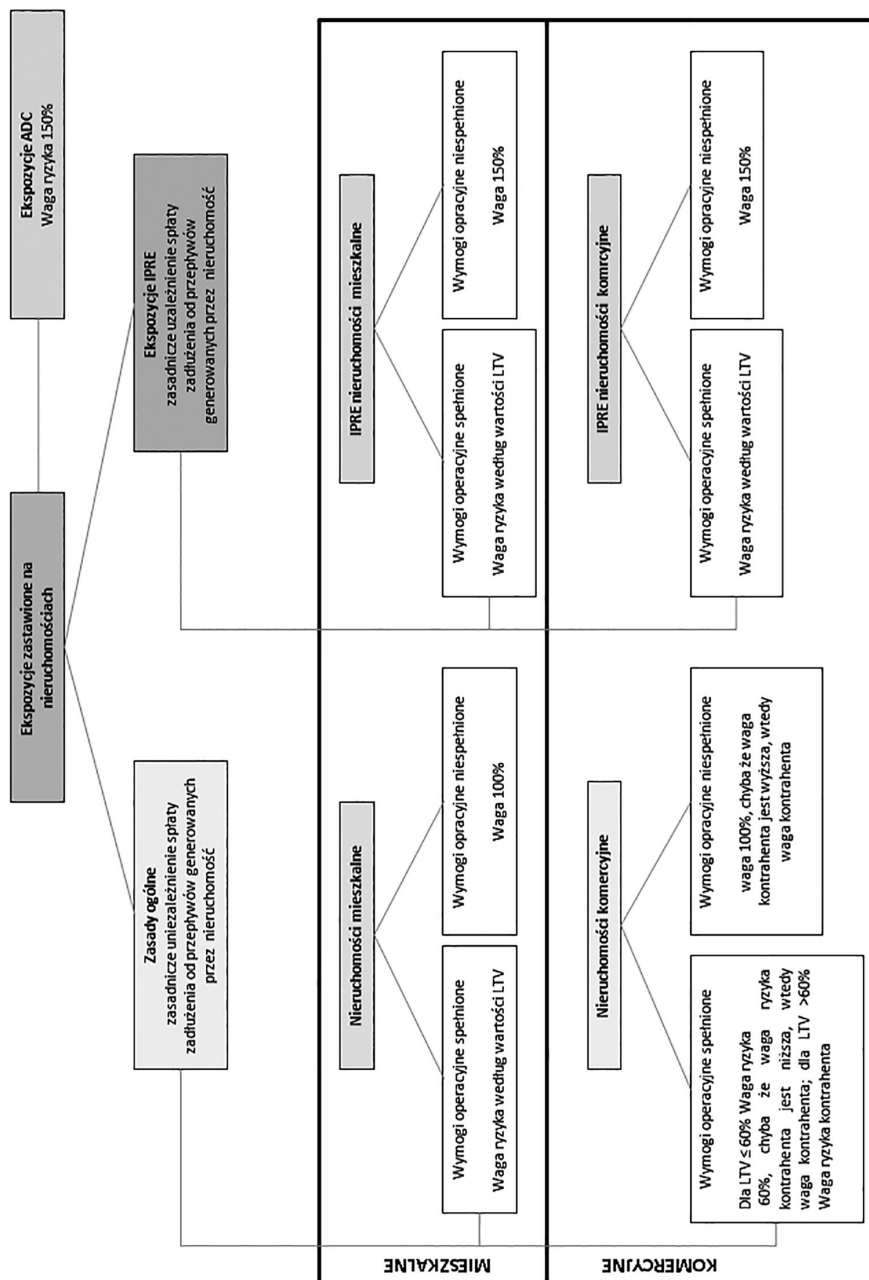 Ekspozycje zastawione na
nieruchomościach
Ekspozycje ADC
Waga ryzyka 150%
Zasady ogólne
zasadnicze uniezależnienie spłaty
zadłużenia od przepływów generowanych
przez nieruchomość
Ekspozycje IPRE
zasadnicze uzależnienie spłaty
zadłużenia od przepływów
generowanych przez nieruchomość
MIESZKALNE
Nieruchomości mieszkalne
Wymogi operacyjne spełnione
Waga ryzyka według wartości LTV
Wymogi opracyjne niespełnione
Waga 100%
IPRE nieruchomości mieszkalne
Wymogi operacyjne spełnione
Waga ryzyka według wartości LTV
Wymogi opracyjne niespełnione
Waga 150%
KOMERCYJNE
Nieruchomości komercyjne
Wymogi operacyjne spełnione
Dla LTV ≤ 60% Waga ryzyka
60%, chyba że waga ryzyka
kontrahenta jest niższa, wtedy
waga kontrahenta; dla LTV >60%
Waga ryzyka kontrahenta
Wymogi opracyjne niespełnione
waga 100%, chyba że waga
kontrahenta jest wyższa, wtedy
waga kontrahenta
IPRE nieruchomości komrcyjne
Wymogi operacyjne spełnione
Waga ryzyka według wartości LTV
Wymogi opracyjne niespełnione
Waga 150%